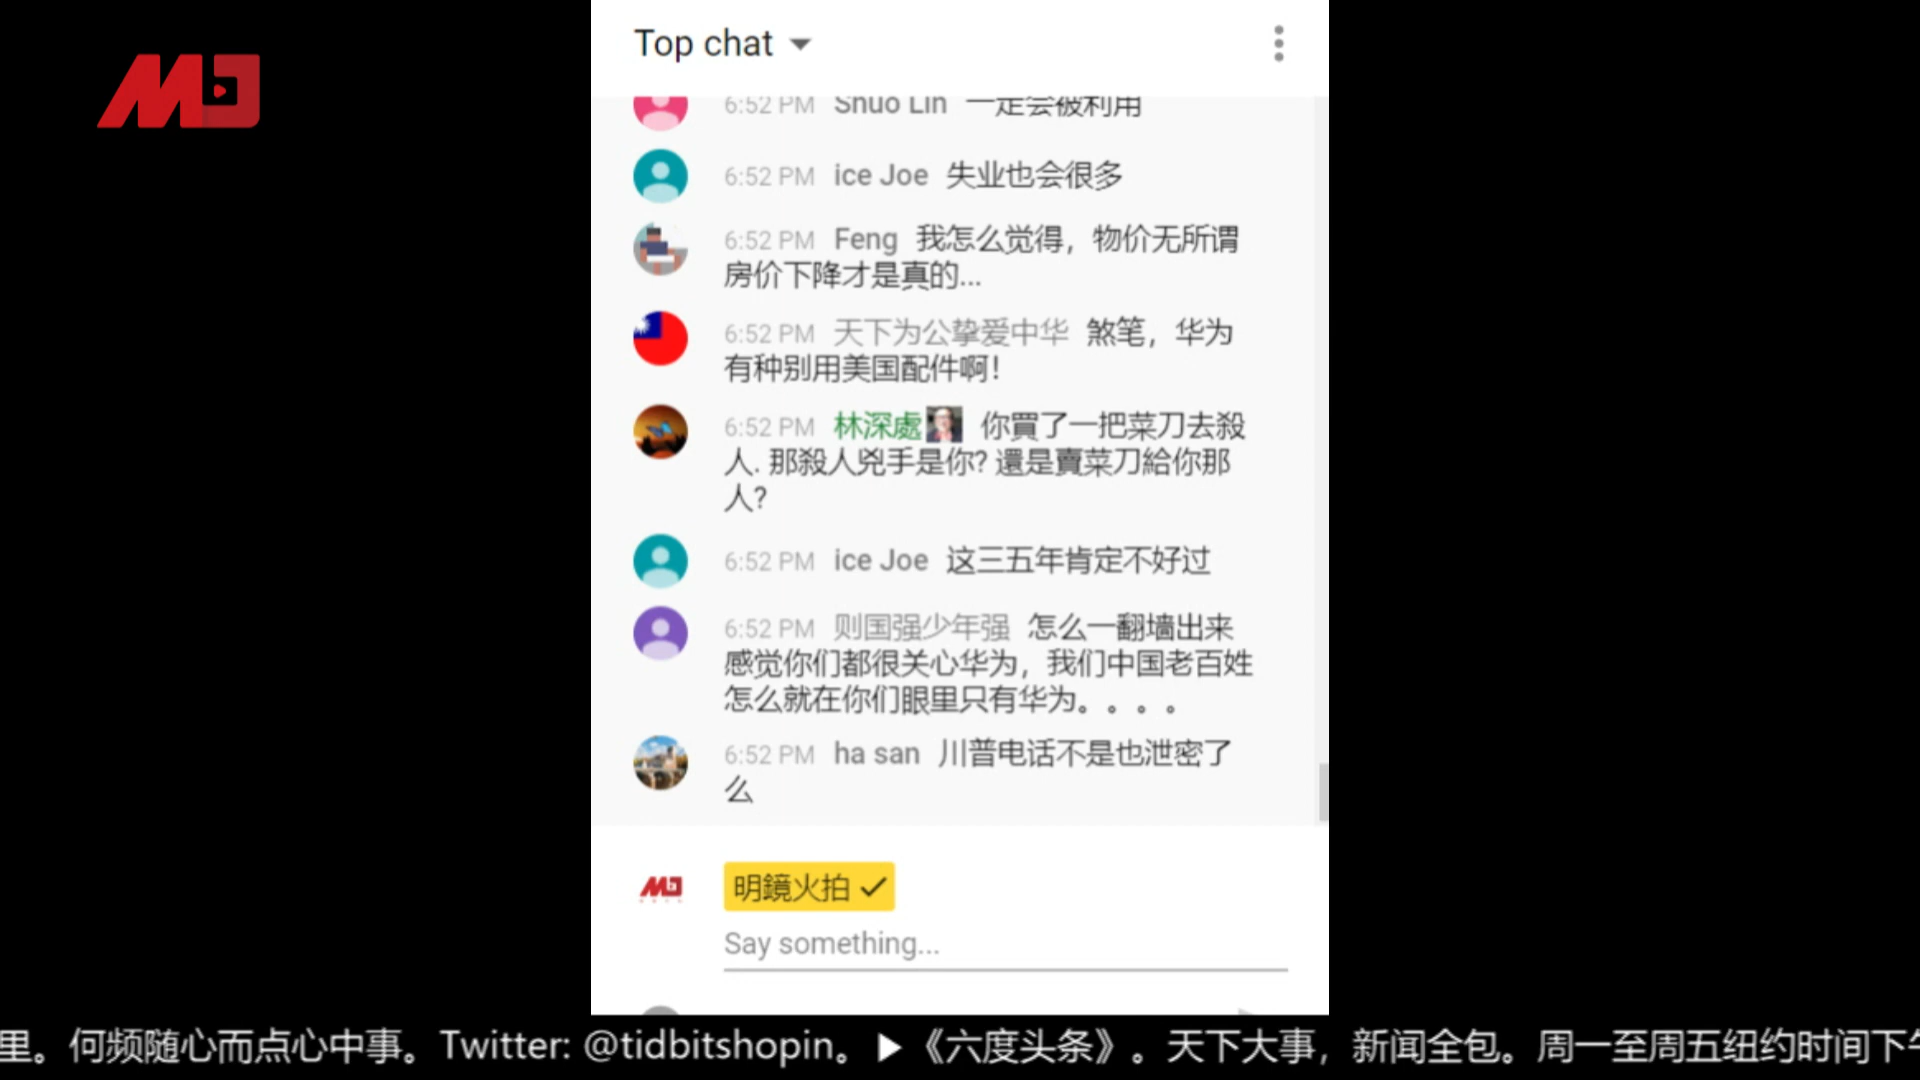 MJ
Top chat
6:52 PM Shuo Lin 一定会被利用
6:52 PM ice Joe 失业也会很多
6:52 PM Feng 我怎么觉得，物价无所谓
房价下降才是真的...
6:52 PM 天下为公挚爱中华 煞笔，华为
有种别用美国配件啊！
6:52 PM 林深處 你買了一把菜刀去殺
人. 那殺人兇手是你? 還是賣菜刀給你那
人?
6:52 PM ice Joe 这三五年肯定不好过
6:52 PM 则国强少年强 怎么一翻墙出来
感觉你们都很关心华为，我们中国老百姓
怎么就在你们眼里只有华为。。。。
6:52 PM ha san 川普电话不是也泄密了
么
MJ
明鏡火拍
Say something...
里。何频随心而点心中事。Twitter: @tidbitshopin。▶《六度头条》。天下大事，新闻全包。周一至周五纽约时间下午